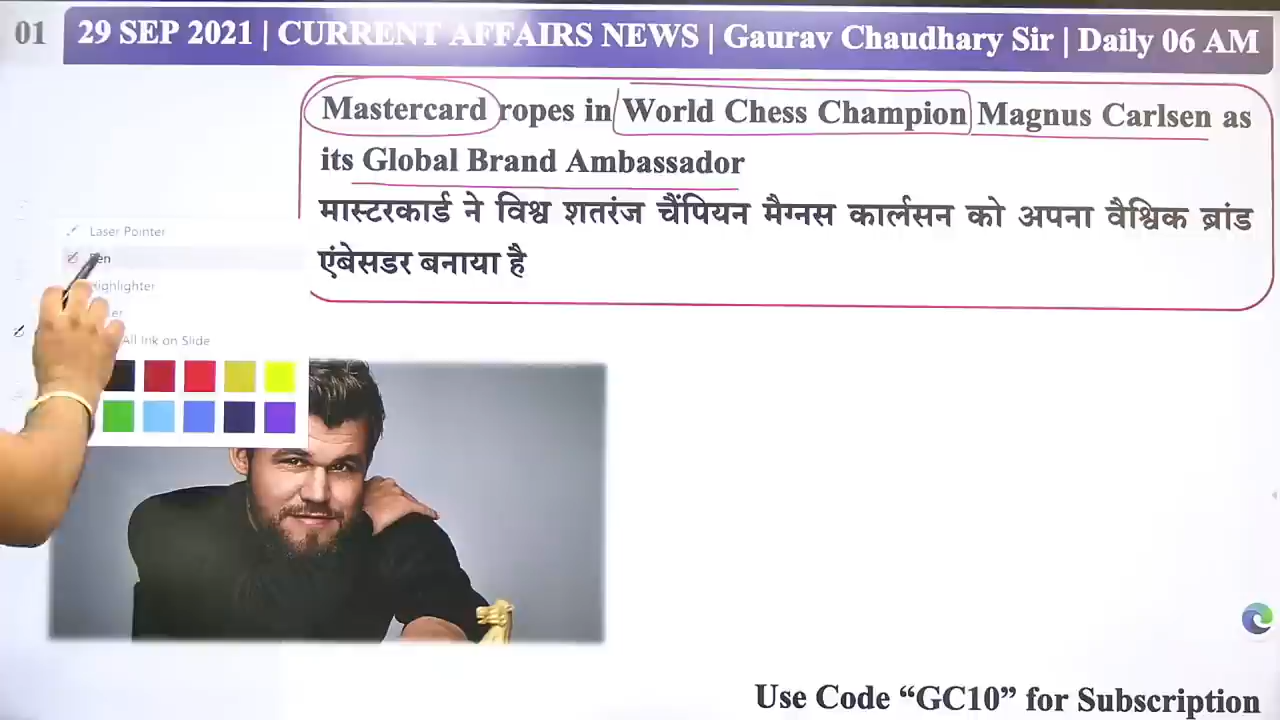 01
29 SEP 2021 | CURRENT AFFAIRS NEWS | Gaurav Chaudhary Sir | Daily 06 AM
Mastercard ropes in World Chess Champion Magnus Carlsen as
its Global Brand Ambassador
मास्टरकार्ड ने विश्व शतरंज चैंपियन मैग्नस कार्लसन को अपना वैश्विक ब्रांड
एंबेसडर बनाया है
Laser Pointer
Highlighter
All Ink on Slide
Use Code “GC10” for Subscription